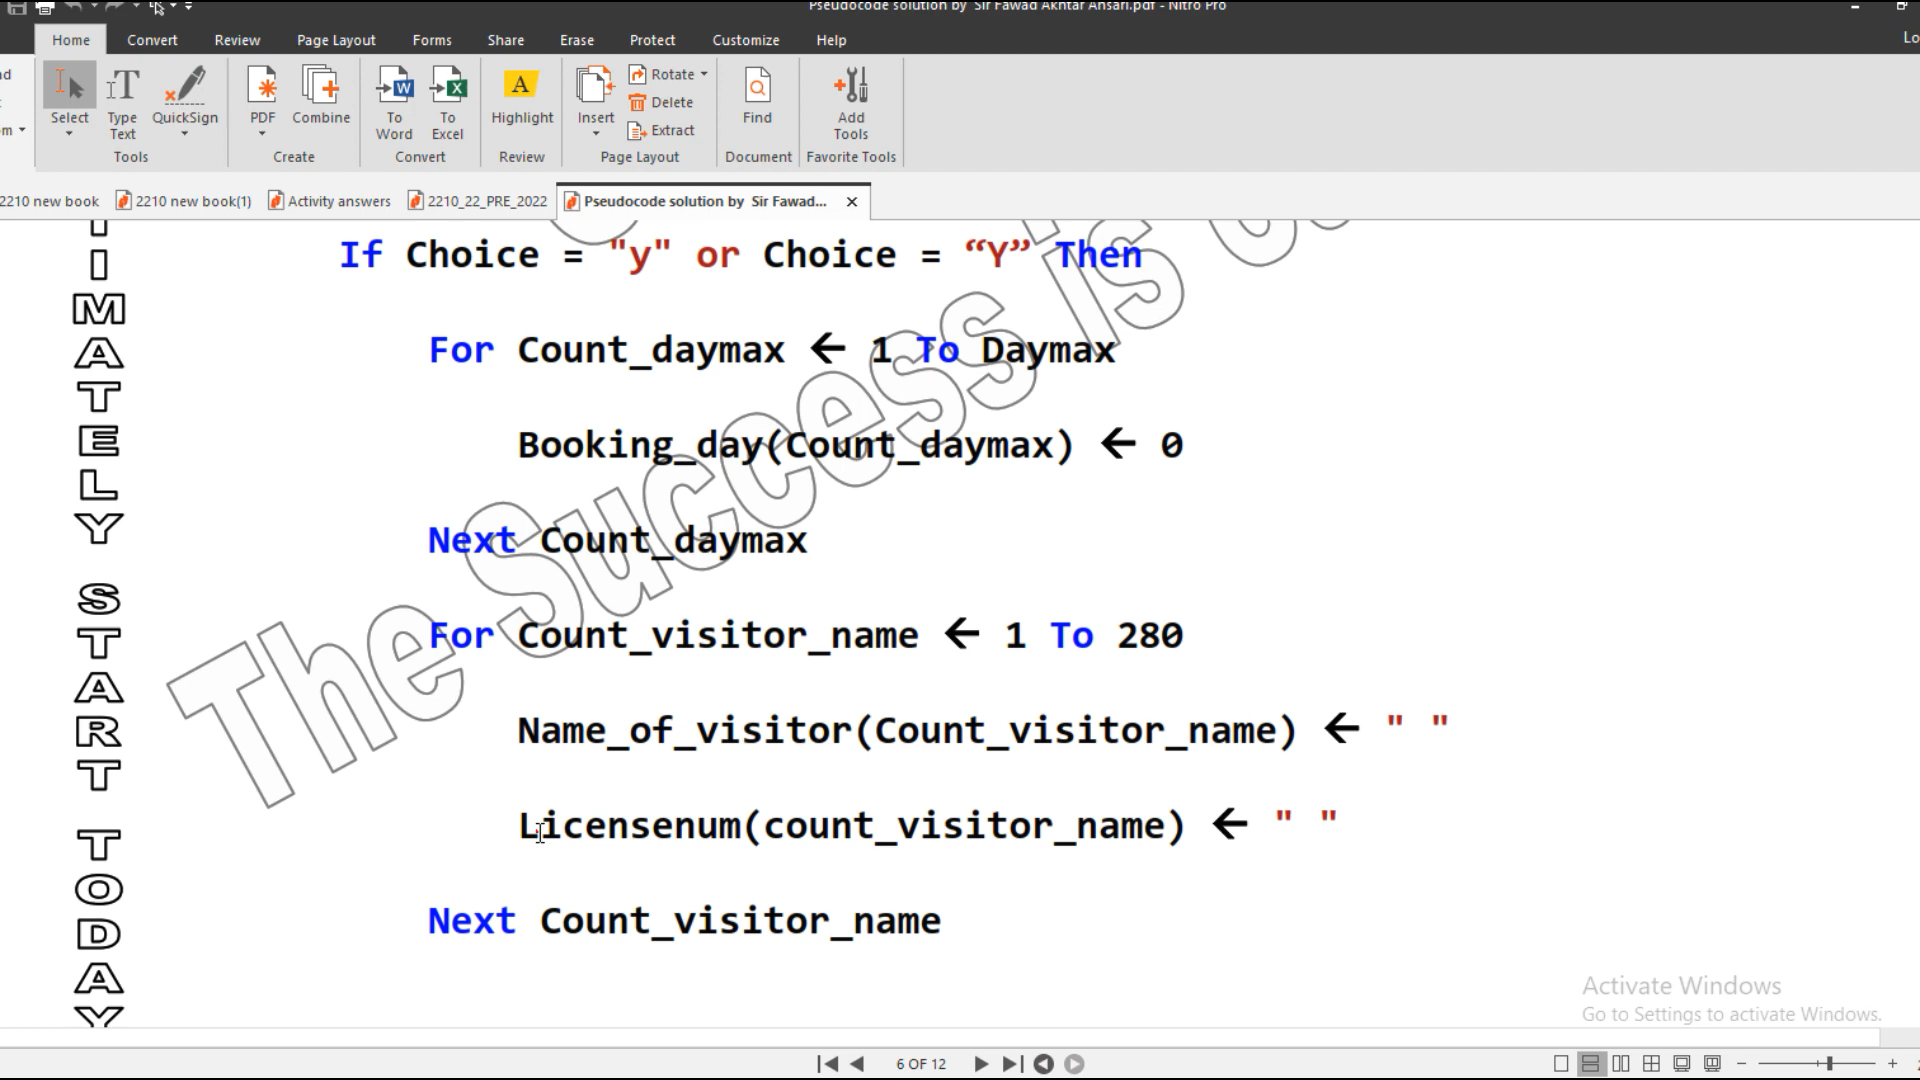 Pseudocode solution by Sir Fawad Akhtar Ansari.pdf - Nitro Pro
Home Convert Review Page Layout Forms Share Erase Protect Customize Help
Select
Type Text
QuickSign
Tools
PDF
Combine
Create
To Word
To Excel
Convert
Highlight
Review
Insert
Rotate
Delete
Extract
Page Layout
Find
Document
Add Tools
Favorite Tools
2210 new book
2210 new book(1)
Activity answers
2210_22_PRE_2022
Pseudocode solution by Sir Fawad...
If Choice = "y" or Choice = “Y” Then
For Count_daymax ← 1 To Daymax
Booking_day(Count_daymax) ← 0
Next Count_daymax
For Count_visitor_name ← 1 To 280
Name_of_visitor(Count_visitor_name) ← " "
Licensenum(count_visitor_name) ← " "
Next Count_visitor_name
The Success is
IMATELY START TODAY
Activate Windows
Go to Settings to activate Windows.
6 OF 12